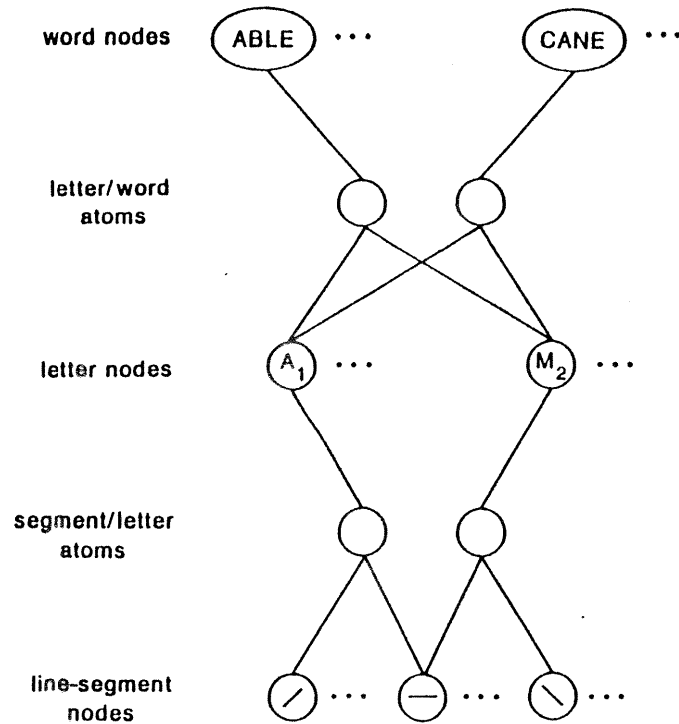 word nodes ABLE ... CANE ...
letter/word
atoms
letter nodes A₁ ... M₂ ...
segment/letter
atoms
line-segment ... ... ...
nodes